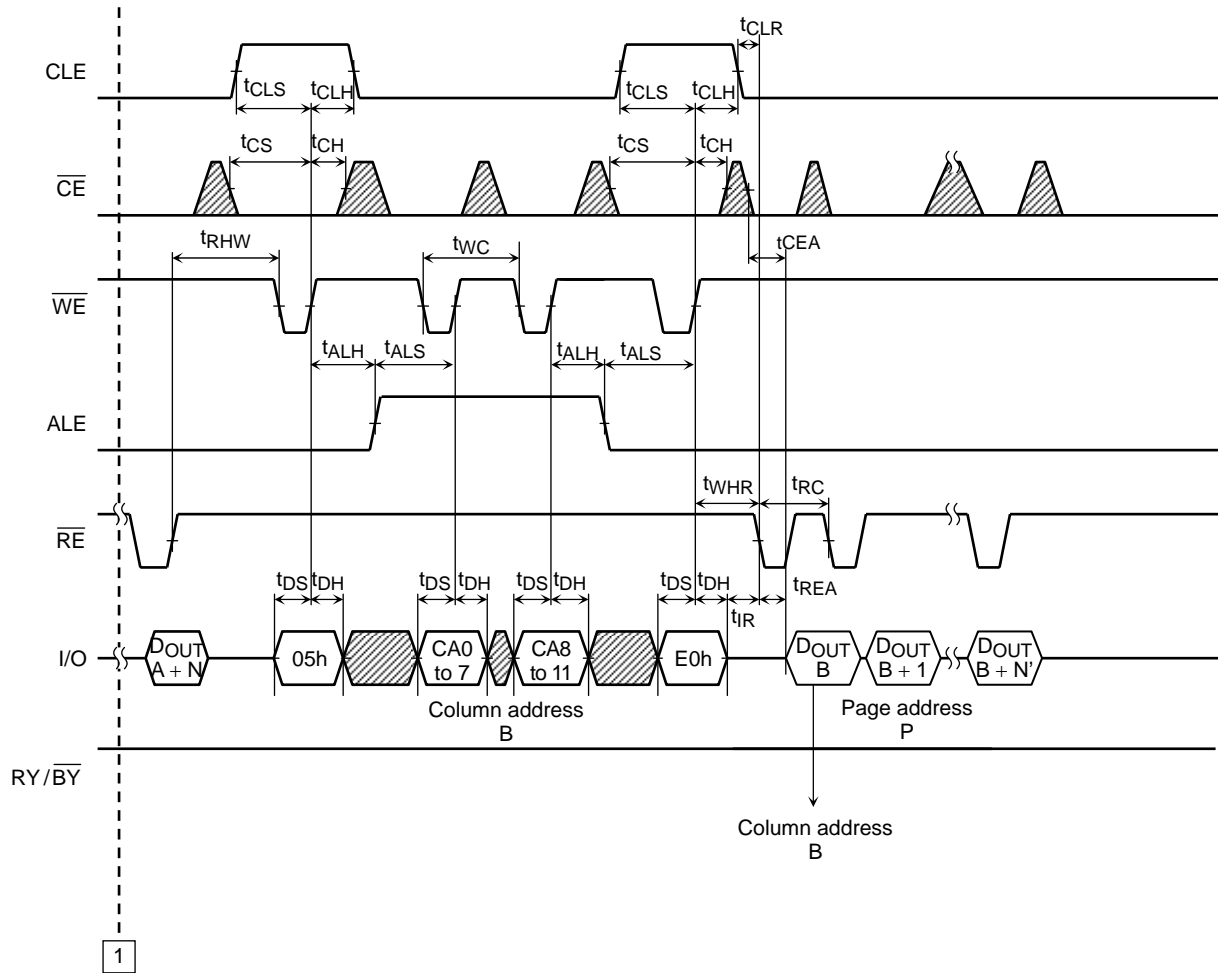 tCLR
CLE
tCLS tCLH tCLS tCLH
tCS tCH tCS tCH
CE
tRHW tWC tCEA
WE
tALH tALS tALH tALS
ALE
tWHR tRC
RE
tDS tDH tDS tDH tDS tDH tDS tDH tREA
tIR
I/O
DOUT
A + N
05h
CA0
to 7
CA8
to 11
E0h
DOUT
B
DOUT
B + 1
DOUT
B + N’
Column address
B
Page address
P
RY/BY
Column address
B
1